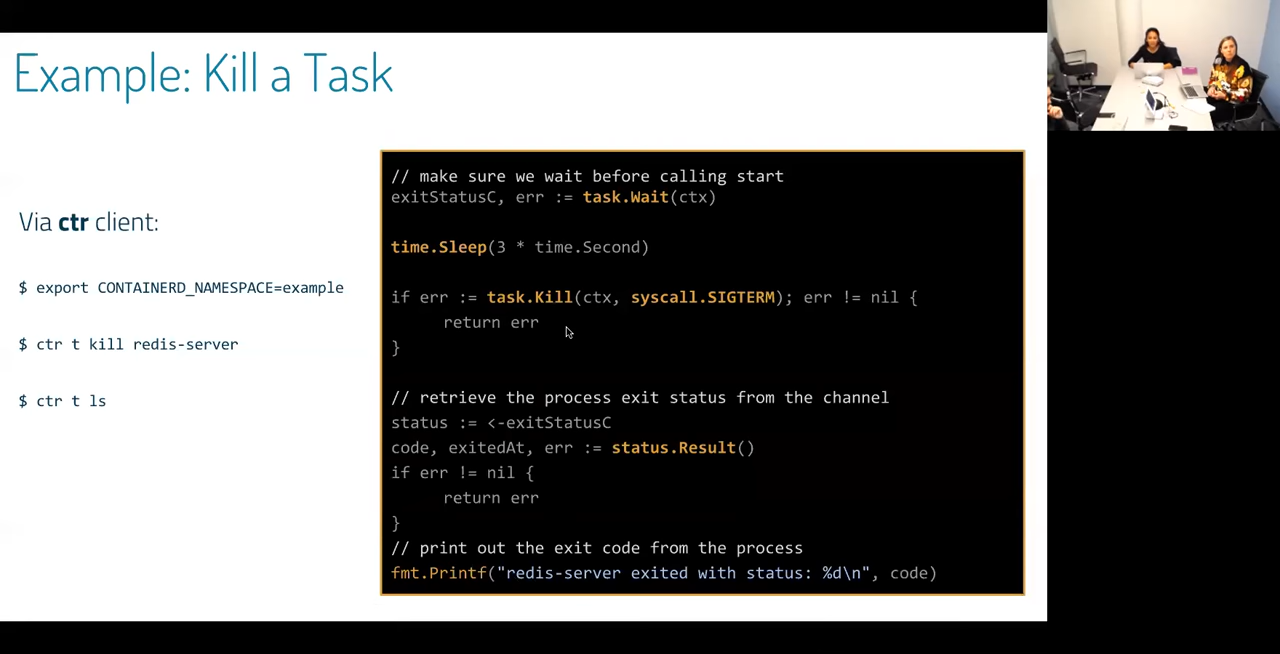 Example: Kill a Task
Via ctr client:
$ export CONTAINERD_NAMESPACE=example
$ ctr t kill redis-server
$ ctr t ls
// make sure we wait before calling start
exitStatusC, err := task.Wait(ctx)
time.Sleep(3 * time.Second)
if err := task.Kill(ctx, syscall.SIGTERM); err != nil {
return err
}
// retrieve the process exit status from the channel
status := <-exitStatusC
code, exitedAt, err := status.Result()
if err != nil {
return err
}
// print out the exit code from the process
fmt.Printf("redis-server exited with status: %d\n", code)